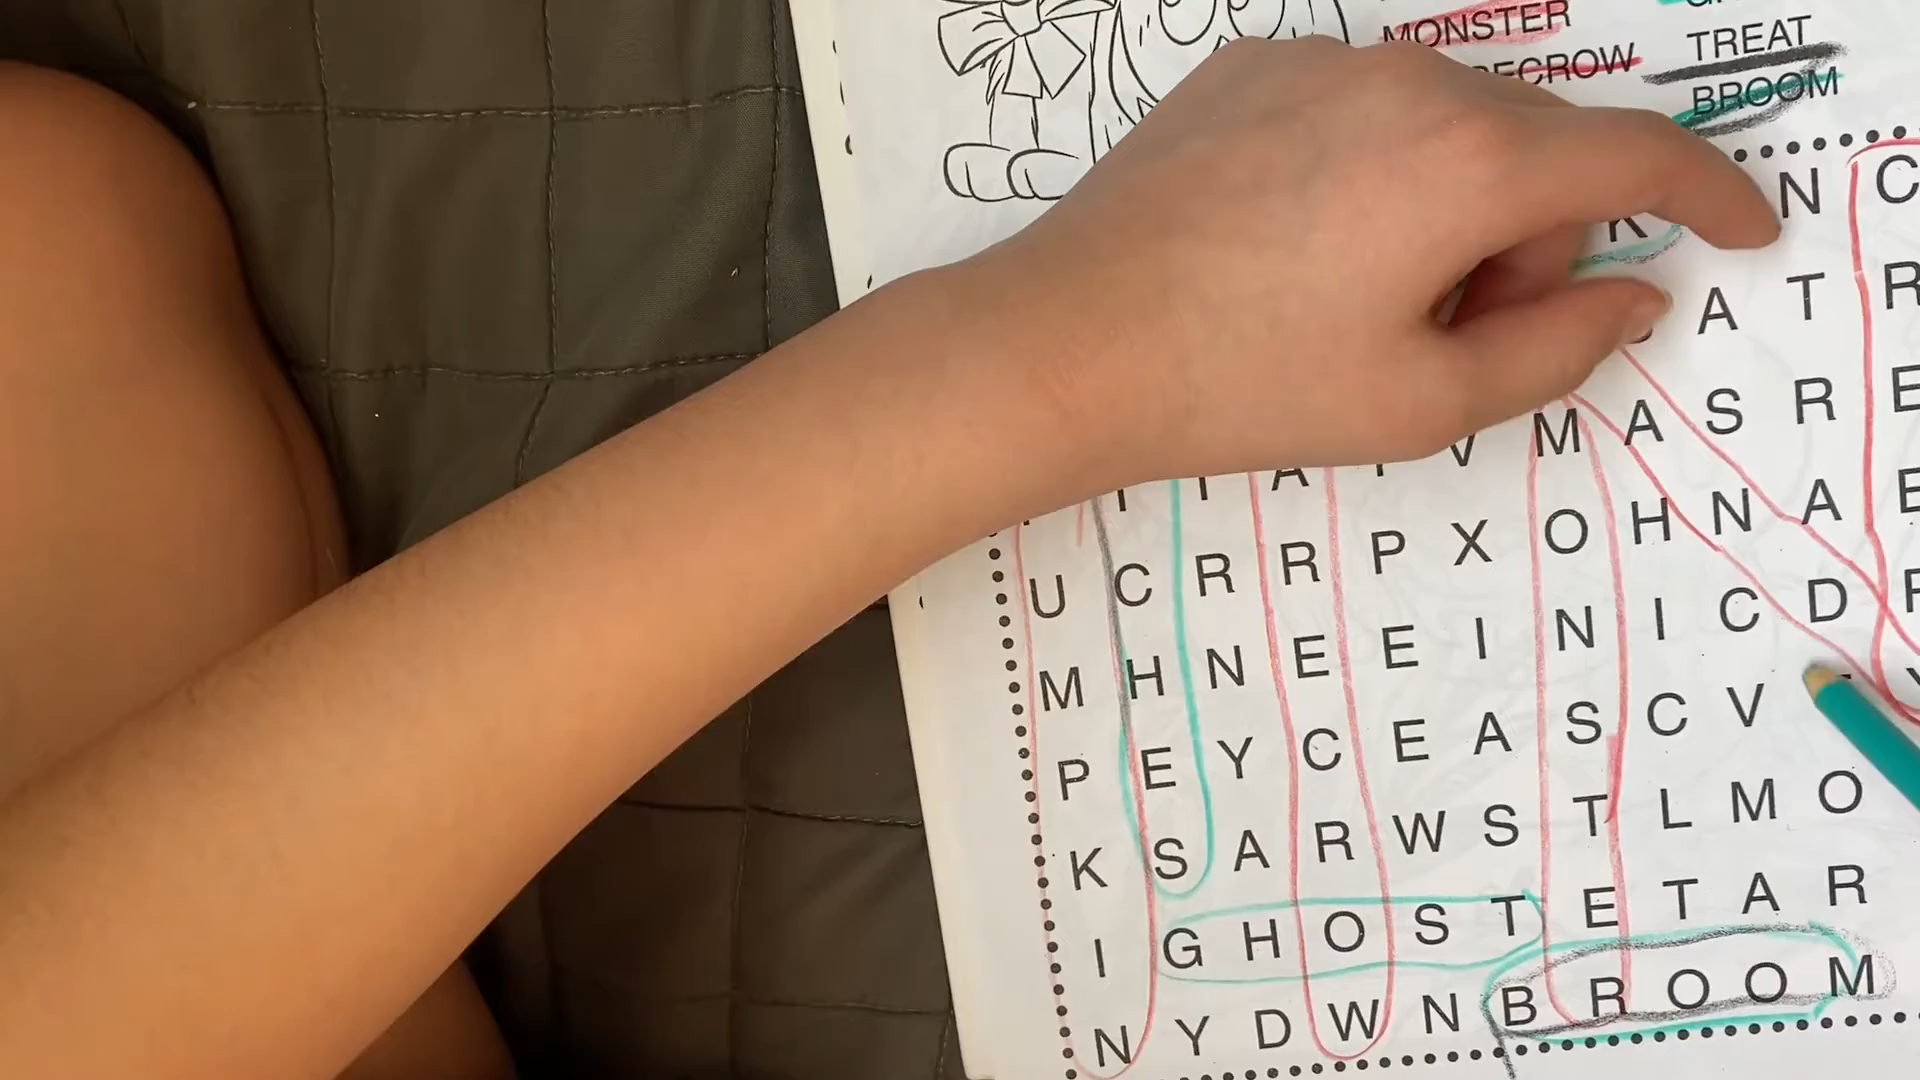 MONSTER
TREAT
BROOM
K N C
A T R
V M A S R E
A P X O H N A E
U C R R P X O H N A E
M H N E E I N I C D
P E Y C E A S C V
K S A R W S T L M O
I G H O S T E T A R
N Y D W N B R O O M